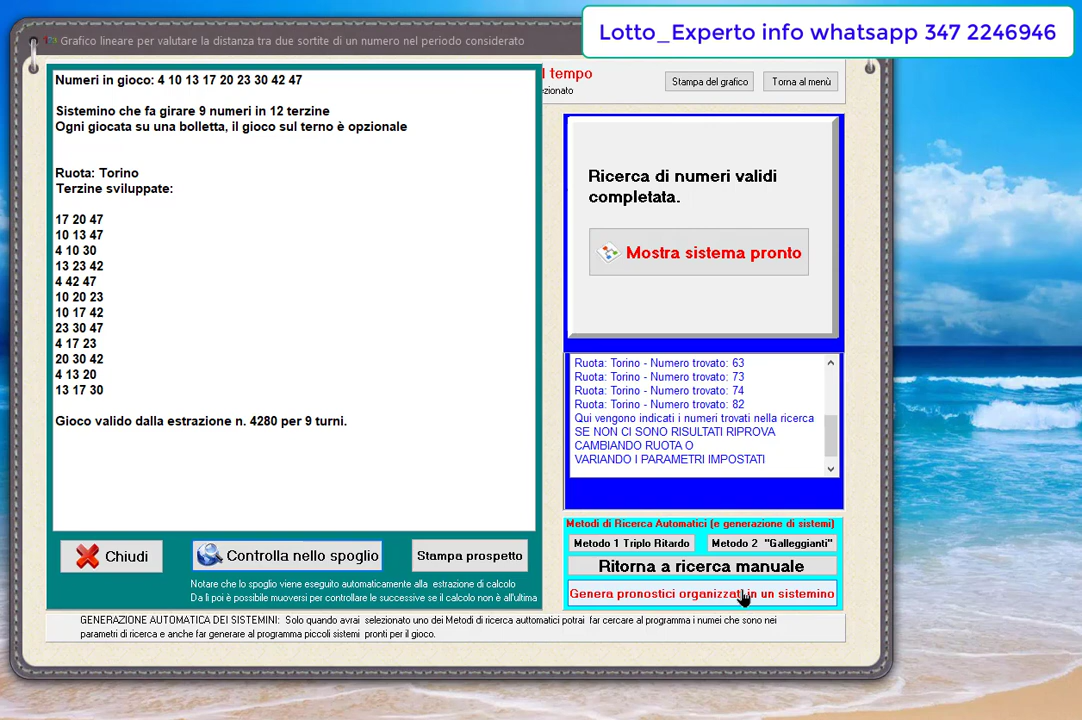 Lotto_Experto info whatsapp 347 2246946
Grafico lineare per valutare la distanza tra due sortite di un numero nel periodo considerato
Numeri in gioco: 4 10 13 17 20 23 30 42 47
Sistemino che fa girare 9 numeri in 12 terzine
Ogni giocata su una bolletta, il gioco sul terno è opzionale
Ruota: Torino
Terzine sviluppate:
17 20 47
10 13 47
4 10 30
13 23 42
4 42 47
10 20 23
10 17 42
23 30 47
4 17 23
20 30 42
4 13 20
13 17 30
Gioco valido dalla estrazione n. 4280 per 9 turni.
Chiudi
Controlla nello spoglio
Stampa prospetto
Notare che lo spoglio viene eseguito automaticamente alla estrazione di calcolo
Da lì poi è possibile muoversi per controllare le successive se il calcolo non è all'ultima
l tempo
ezionato
Stampa del grafico
Torna al menù
Ricerca di numeri validi
completata.
Mostra sistema pronto
Ruota: Torino - Numero trovato: 63
Ruota: Torino - Numero trovato: 73
Ruota: Torino - Numero trovato: 74
Ruota: Torino - Numero trovato: 82
Qui vengono indicati i numeri trovati nella ricerca
SE NON CI SONO RISULTATI RIPROVA
CAMBIANDO RUOTA O
VARIANDO I PARAMETRI IMPOSTATI
Metodi di Ricerca Automatici (e generazione di sistemi)
Metodo 1 Triplo Ritardo
Metodo 2 "Galleggianti"
Ritorna a ricerca manuale
Genera pronostici organizzati in un sistemino
GENERAZIONE AUTOMATICA DEI SISTEMINI: Solo quando avrai selezionato uno dei Metodi di ricerca auttomatici potrai far cercare al programma i numei che sono nei
parametri di ricerca e anche far generare al programma piccoli sistemi pronti per il gioco.